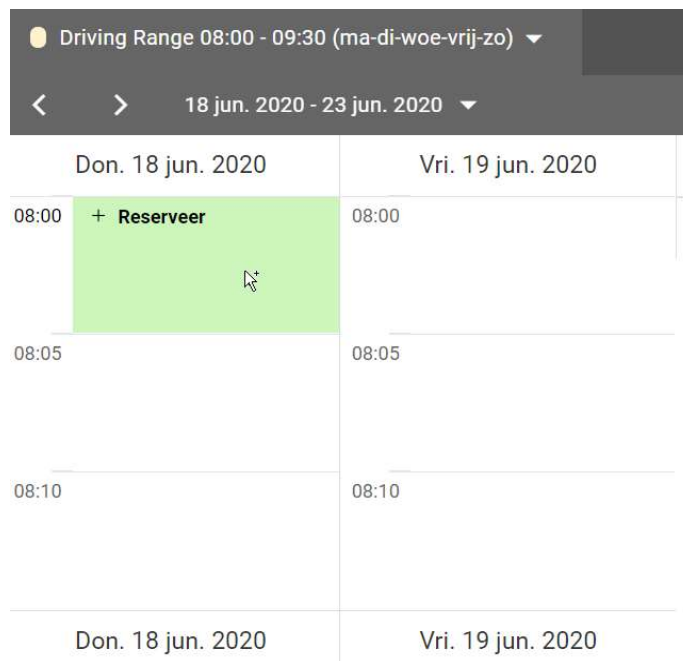 Driving Range 08:00 - 09:30 (ma-di-woe-vrij-zo)
18 jun. 2020 - 23 jun. 2020
Don. 18 jun. 2020 Vri. 19 jun. 2020
08:00 + Reserveer 08:00
08:05 08:05
08:10 08:10
Don. 18 jun. 2020 Vri. 19 jun. 2020